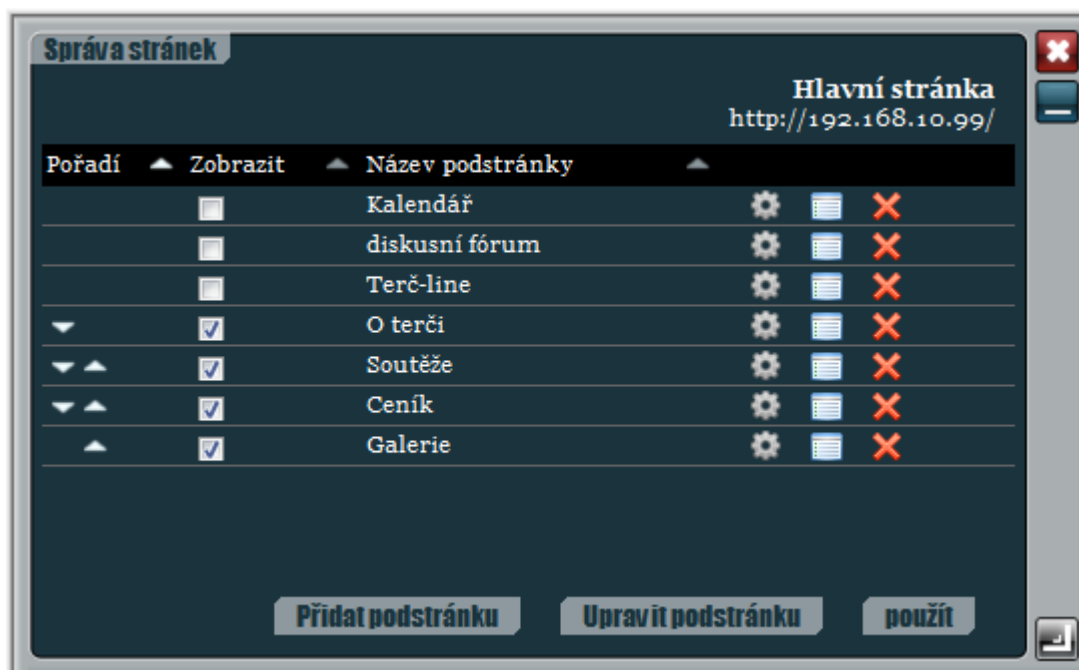 Správa stránek
Hlavní stránka
http://192.168.10.99/
Pořadí Zobrazit Název podstránky
Kalendář
diskusní fórum
Terč-line
O terči
Soutěže
Ceník
Galerie
Přidat podstránku Upravit podstránku použít